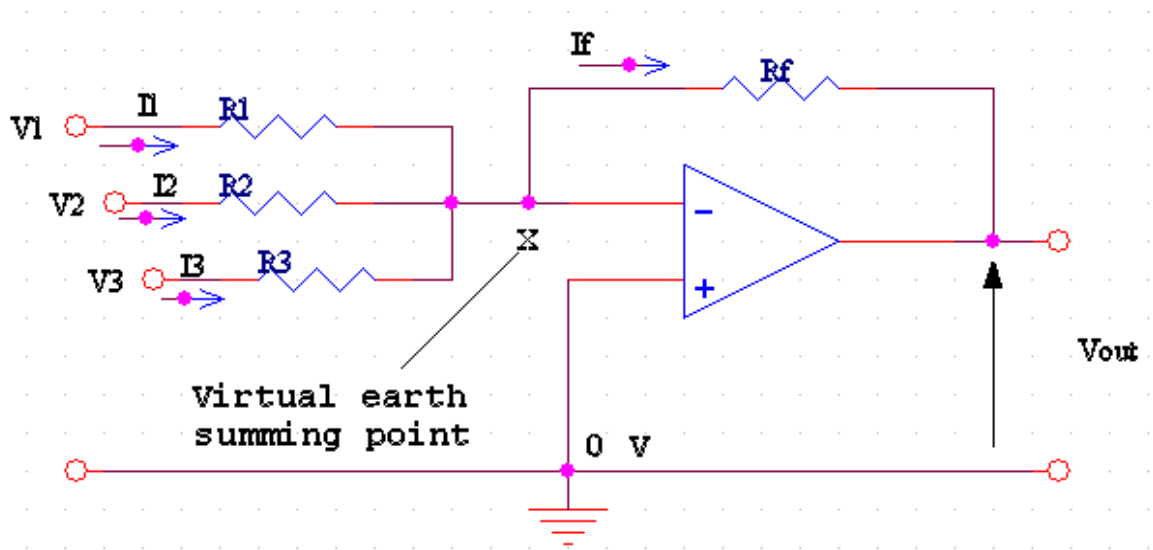 If
Rf
V1
I1
R1
V2
I2
R2
V3
I3
R3
X
-
+
Vout
Virtual earth
summing point
0 V